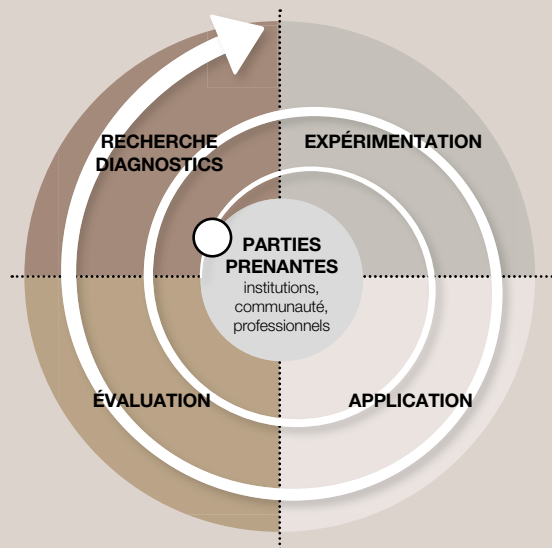 RECHERCHE
DIAGNOSTICS
EXPÉRIMENTATION
PARTIES
PRENANTES
institutions,
communauté,
professionnels
ÉVALUATION
APPLICATION